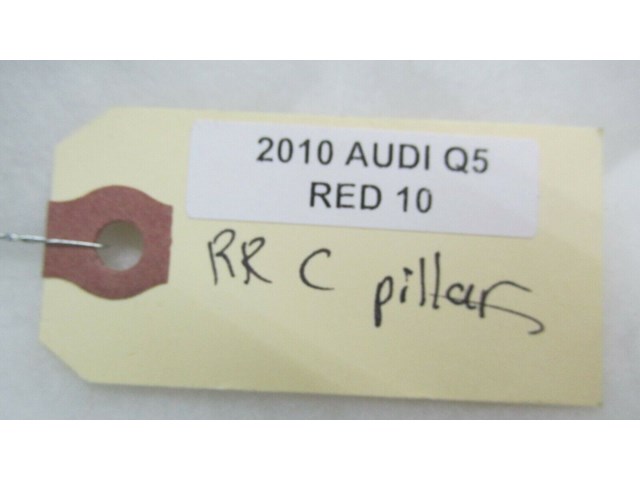 2010 AUDI Q5
RED 10
RR C pillars